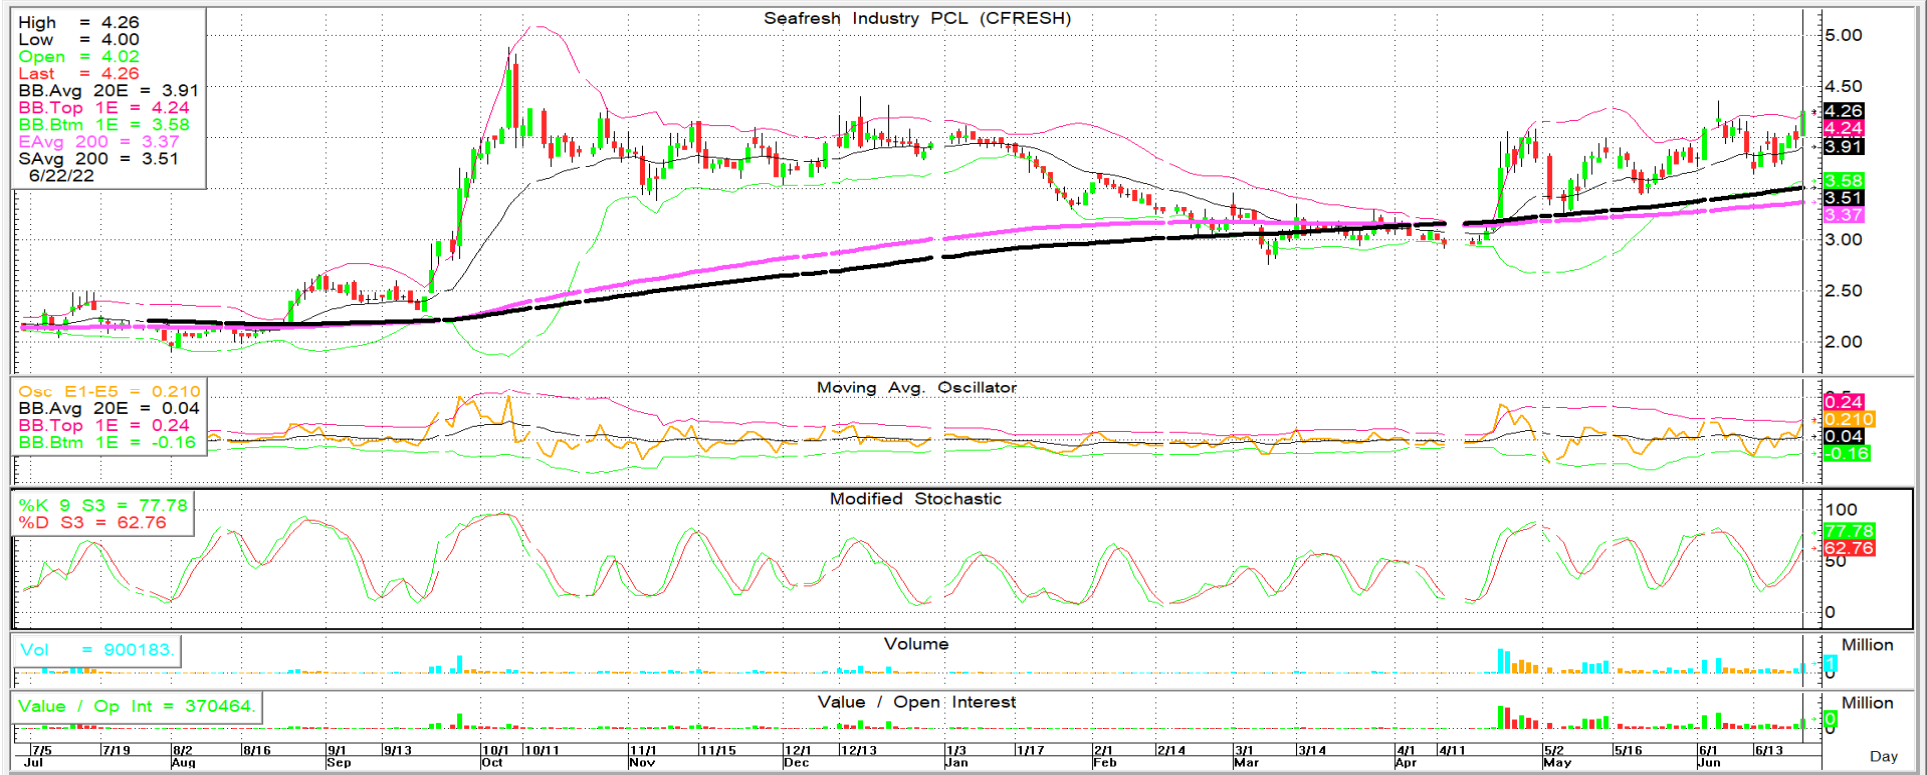 Seafresh Industry PCL (CFRESH)
High = 4.26
Low = 4.00
Open = 4.02
Last = 4.26
BB.Avg 20E = 3.91
BB.Top 1E = 4.24
BB.Btm 1E = 3.58
EAvg 200 = 3.37
SAvg 200 = 3.51
6/22/22
5.00
4.50
4.26
4.24
3.91
3.58
3.51
3.37
3.00
2.50
2.00
Moving Avg. Oscillator
Osc E1-E5 = 0.210
BB.Avg 20E = 0.04
BB.Top 1E = 0.24
BB.Btm 1E = -0.16
0.24
0.210
0.04
-0.16
Modified Stochastic
%K 9 S3 = 77.78
%D S3 = 62.76
100
77.78
62.76
50
0
Volume
Vol = 900183.
Million
1
0
Value / Open Interest
Value / Op Int = 370464.
Million
0
0
7/5 7/19 8/2 8/16 9/1 9/13 10/1 10/11 11/1 11/15 12/1 12/13 1/3 1/17 2/1 2/14 3/1 3/14 4/1 4/11 5/2 5/16 6/1 6/13
Jul Aug Sep Oct Nov Dec Jan Feb Mar Apr May Jun
Day